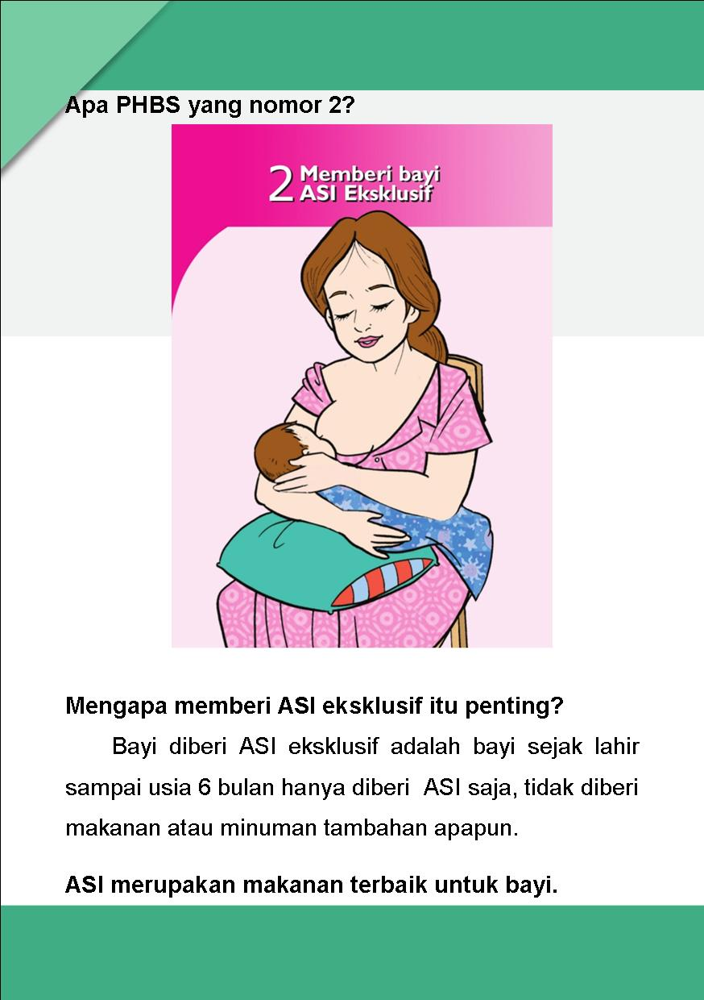 Apa PHBS yang nomor 2?
2 Memberi bayi
ASI Eksklusif
Mengapa memberi ASI eksklusif itu penting?
Bayi diberi ASI eksklusif adalah bayi sejak lahir
sampai usia 6 bulan hanya diberi ASI saja, tidak diberi
makanan atau minuman tambahan apapun.
ASI merupakan makanan terbaik untuk bayi.